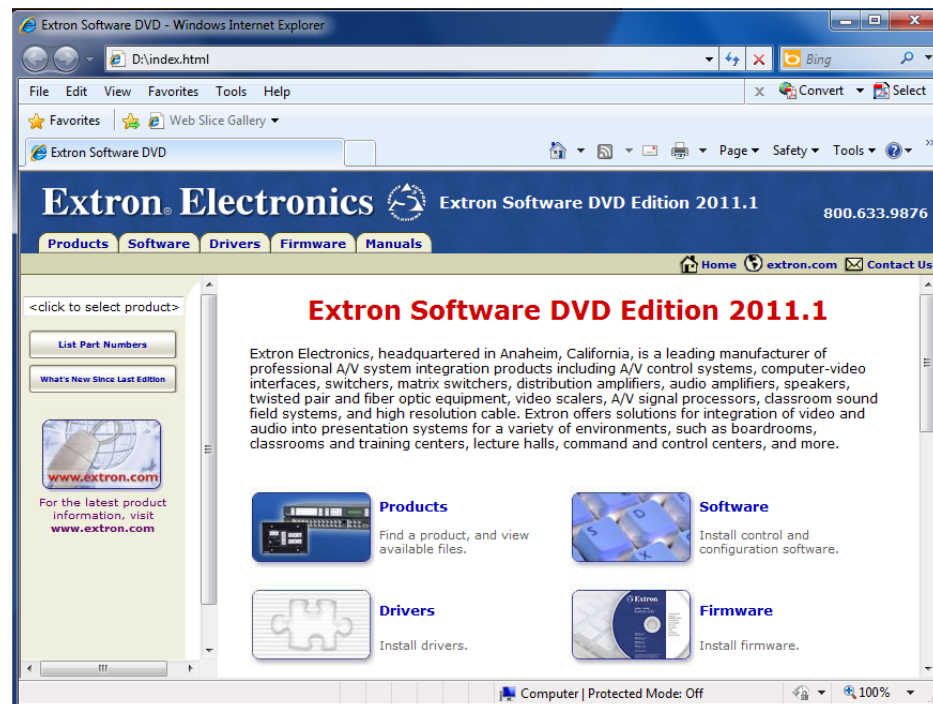 Extron Software DVD - Windows Internet Explorer
D:\index.html
Bing
File Edit View Favorites Tools Help
x Convert Select
Favorites Web Slice Gallery
Extron Software DVD
Page Safety Tools
Extron® Electronics
Extron Software DVD Edition 2011.1
800.633.9876
Products Software Drivers Firmware Manuals
Home extron.com Contact Us
<click to select product>
List Part Numbers
What's New Since Last Edition
www.extron.com
For the latest product
information, visit
www.extron.com
Extron Software DVD Edition 2011.1
Extron Electronics, headquartered in Anaheim, California, is a leading manufacturer of
professional A/V system integration products including A/V control systems, computer-video
interfaces, switchers, matrix switchers, distribution amplifiers, audio amplifiers, speakers,
twisted pair and fiber optic equipment, video scalers, A/V signal processors, classroom sound
field systems, and high resolution cable. Extron offers solutions for integration of video and
audio into presentation systems for a variety of environments, such as boardrooms,
classrooms and training centers, lecture halls, command and control centers, and more.
Products
Find a product, and view
available files.
S D
S X
Software
Install control and
configuration software.
Drivers
Install drivers.
Extron
Firmware
Install firmware.
Computer | Protected Mode: Off
100%